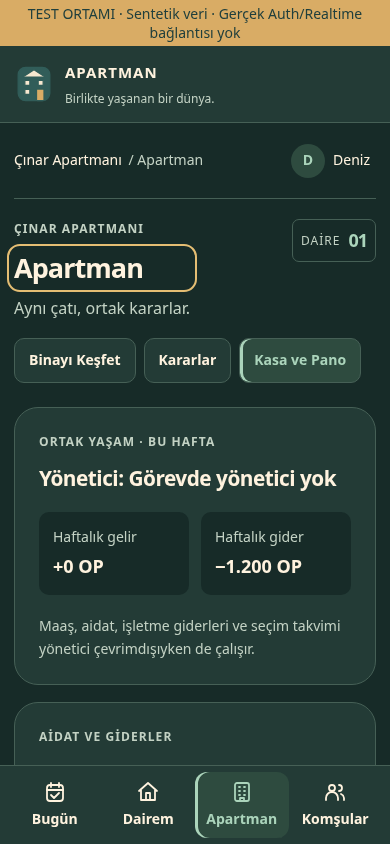 TEST ORTAMI · Sentetik veri · Gerçek Auth/Realtime
bağlantısı yok
APARTMAN
Birlikte yaşanan bir dünya.
Çınar Apartmanı / Apartman
D Deniz
ÇINAR APARTMANI
DAİRE 01
Apartman
Aynı çatı, ortak kararlar.
Binayı Keşfet Kararlar Kasa ve Pano
ORTAK YAŞAM · BU HAFTA
Yönetici: Görevde yönetici yok
Haftalık gelir Haftalık gider
+0 OP −1.200 OP
Maaş, aidat, işletme giderleri ve seçim takvimi
yönetici çevrimdışıyken de çalışır.
AİDAT VE GİDERLER
Bugün Dairem Apartman Komşular